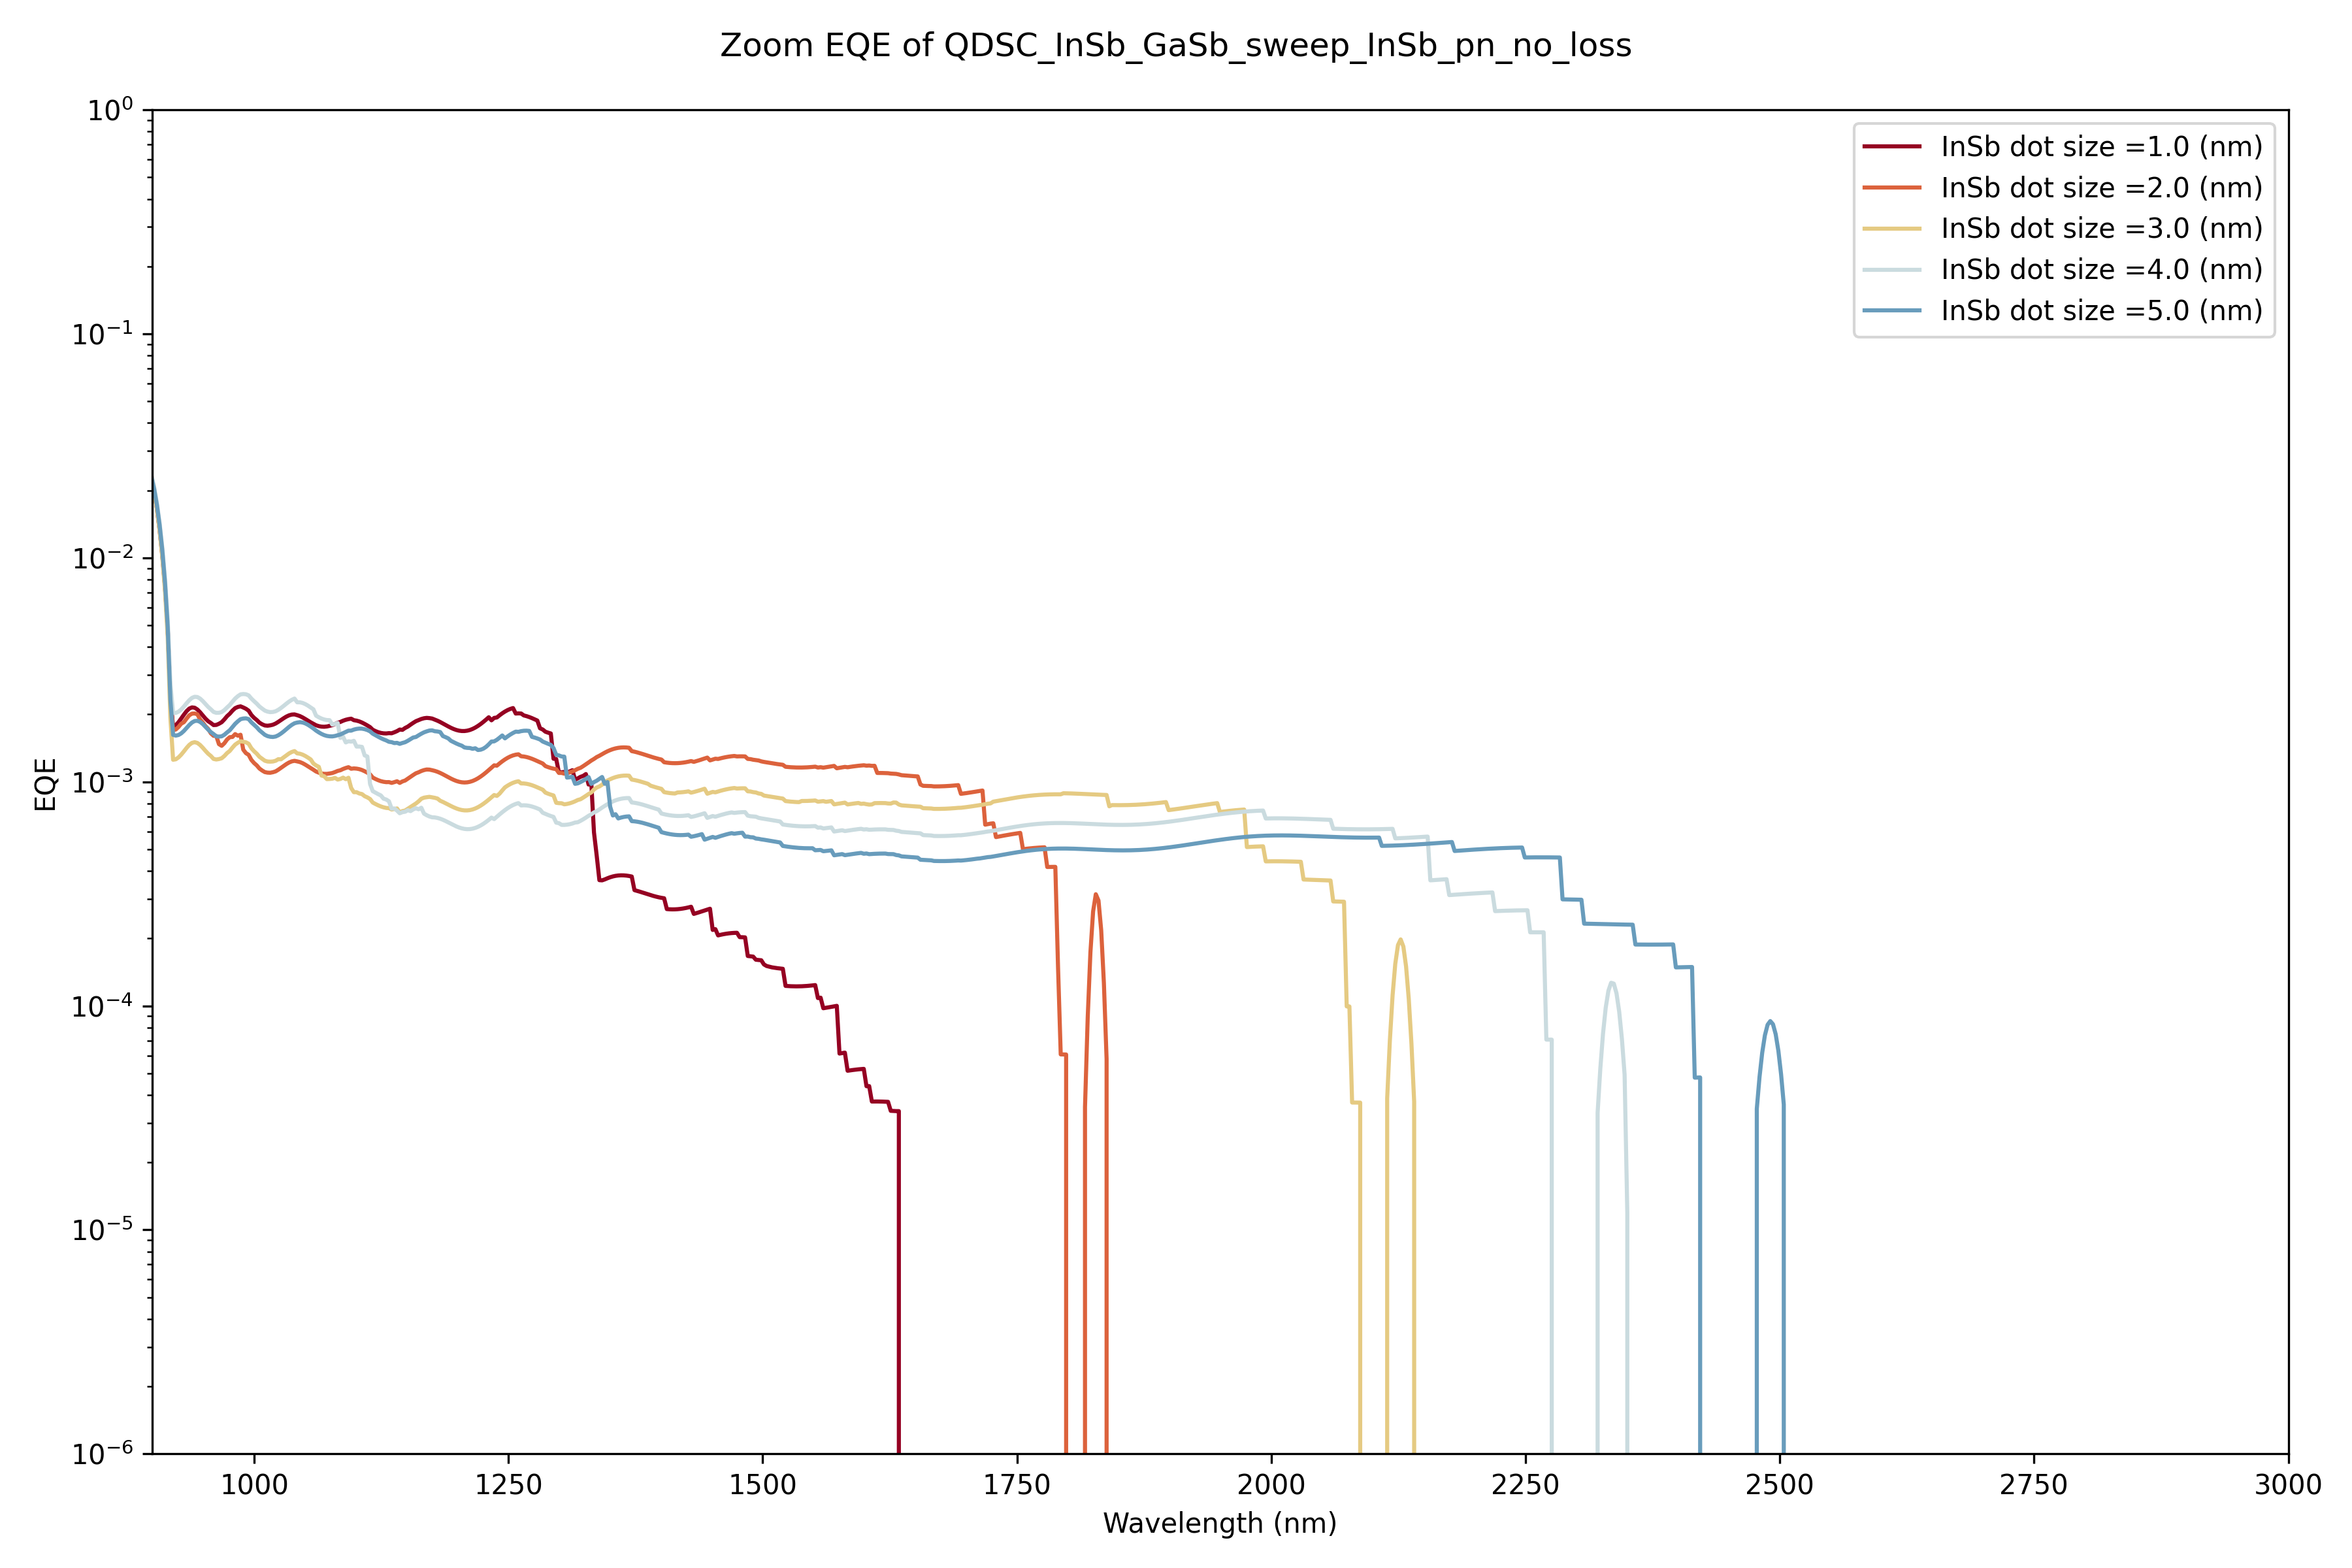 Zoom EQE of QDSC_InSb_GaSb_sweep_InSb_pn_no_loss
InSb dot size =1.0 (nm)
InSb dot size =2.0 (nm)
InSb dot size =3.0 (nm)
InSb dot size =4.0 (nm)
InSb dot size =5.0 (nm)
EQE
10⁰
10⁻¹
10⁻²
10⁻³
10⁻⁴
10⁻⁵
10⁻⁶
1000 1250 1500 1750 2000 2250 2500 2750 3000
Wavelength (nm)